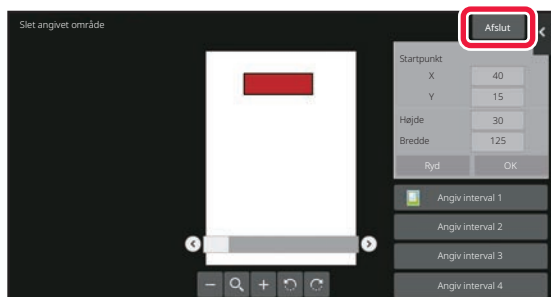 Slet angivet område
Afslut
Startpunkt
X 40
Y 15
Højde 30
Bredde 125
Ryd OK
Angiv interval 1
Angiv interval 2
Angiv interval 3
Angiv interval 4